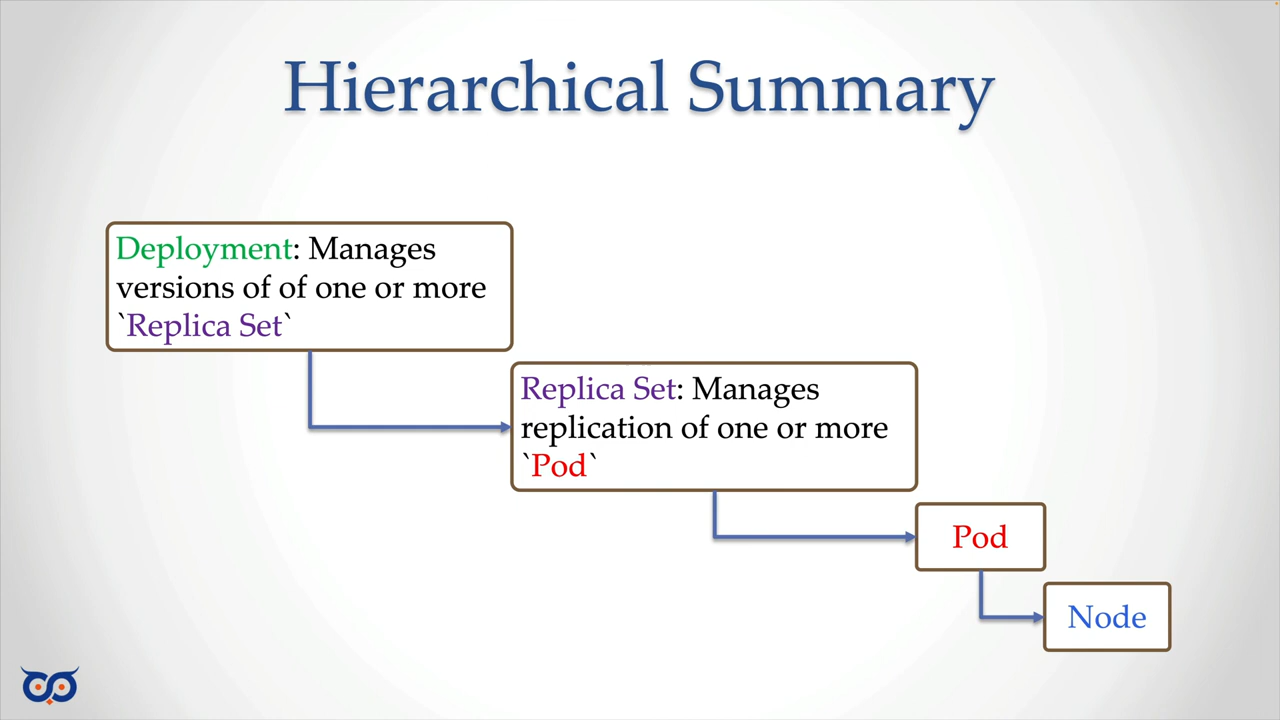 Hierarchical Summary
Deployment: Manages
versions of of one or more
`Replica Set`
Replica Set: Manages
replication of one or more
`Pod`
Pod
Node